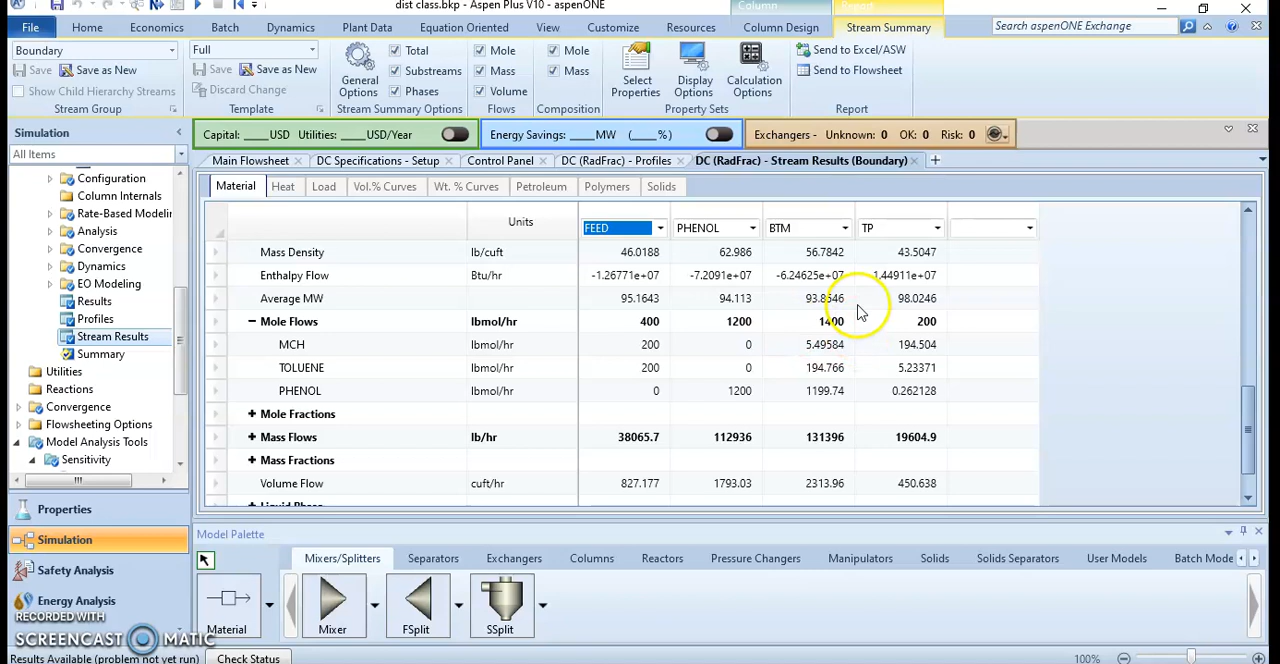 dist class.bkp - Aspen Plus V10 - aspenONE
Column
File Home Economics Batch Dynamics Plant Data Equation Oriented View Customize Resources Column Design Stream Summary Search aspenONE Exchange
Boundary Full Total Mole Mole Send to Excel/ASW
Save Save as New Save Save as New Substreams Mass Mass Send to Flowsheet
Show Child Hierarchy Streams Discard Change Phases Volume
General Options Select Properties Display Options Calculation Options
Stream Group Template Stream Summary Options Flows Composition Property Sets Report
Simulation
Capital: ____USD Utilities: ____USD/Year Energy Savings: ____MW (____%) Exchangers - Unknown: 0 OK: 0 Risk: 0
All Items
Main Flowsheet DC Specifications - Setup Control Panel DC (RadFrac) - Profiles DC (RadFrac) - Stream Results (Boundary)
Configuration
Column Internals
Rate-Based Modelin
Analysis
Convergence
Dynamics
EO Modeling
Results
Profiles
Stream Results
Summary
Utilities
Reactions
Convergence
Flowsheeting Options
Model Analysis Tools
Sensitivity
Properties
Simulation
Safety Analysis
Energy Analysis
Material Heat Load Vol.% Curves Wt. % Curves Petroleum Polymers Solids
Units FEED PHENOL BTM TP
Mass Density lb/cuft 46.0188 62.986 56.7842 43.5047
Enthalpy Flow Btu/hr -1.26771e+07 -7.2091e+07 -6.24625e+07 1.44911e+07
Average MW 95.1643 94.113 93.8546 98.0246
Mole Flows lbmol/hr 400 1200 1400 200
MCH lbmol/hr 200 0 5.49584 194.504
TOLUENE lbmol/hr 200 0 194.766 5.23371
PHENOL lbmol/hr 0 1200 1199.74 0.262128
Mole Fractions
Mass Flows lb/hr 38065.7 112936 131396 19604.9
Mass Fractions
Volume Flow cuft/hr 827.177 1793.03 2313.96 450.638
Model Palette
Mixers/Splitters Separators Exchangers Columns Reactors Pressure Changers Manipulators Solids Solids Separators User Models Batch Mode
Material Mixer FSplit SSplit
RECORDED WITH
SCREENCAST MATIC
Results Available (problem not yet run) Check Status 100%